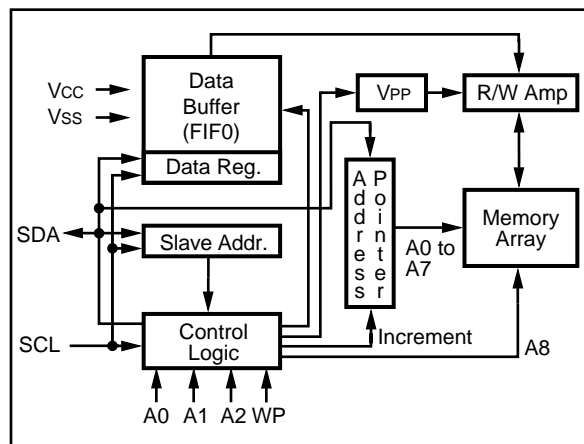 Vcc
Vss
Data
Buffer
(FIF0)
Data Reg.
VPP
R/W Amp
Address
Pointer
Memory
Array
A0 to
A7
SDA
Slave Addr.
SCL
Control
Logic
Increment
A8
A0 A1 A2 WP